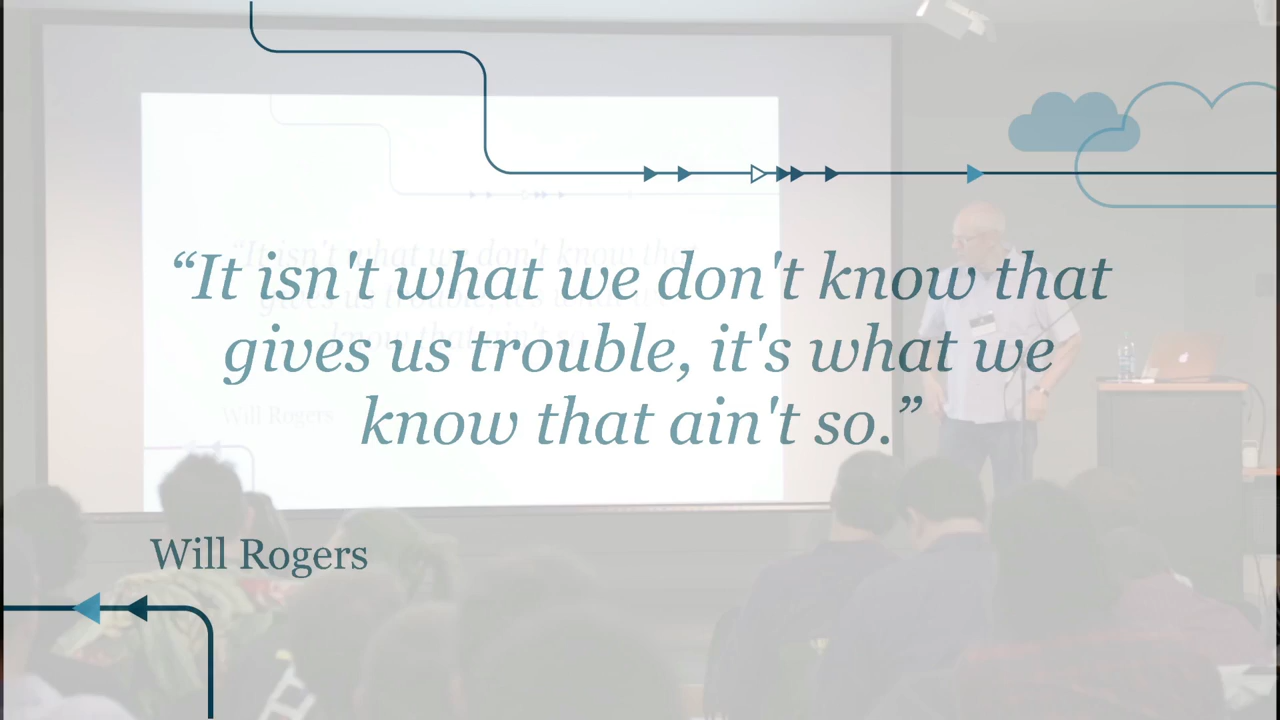 “It isn't what we don't know that
gives us trouble, it's what we
know that ain't so.”
Will Rogers